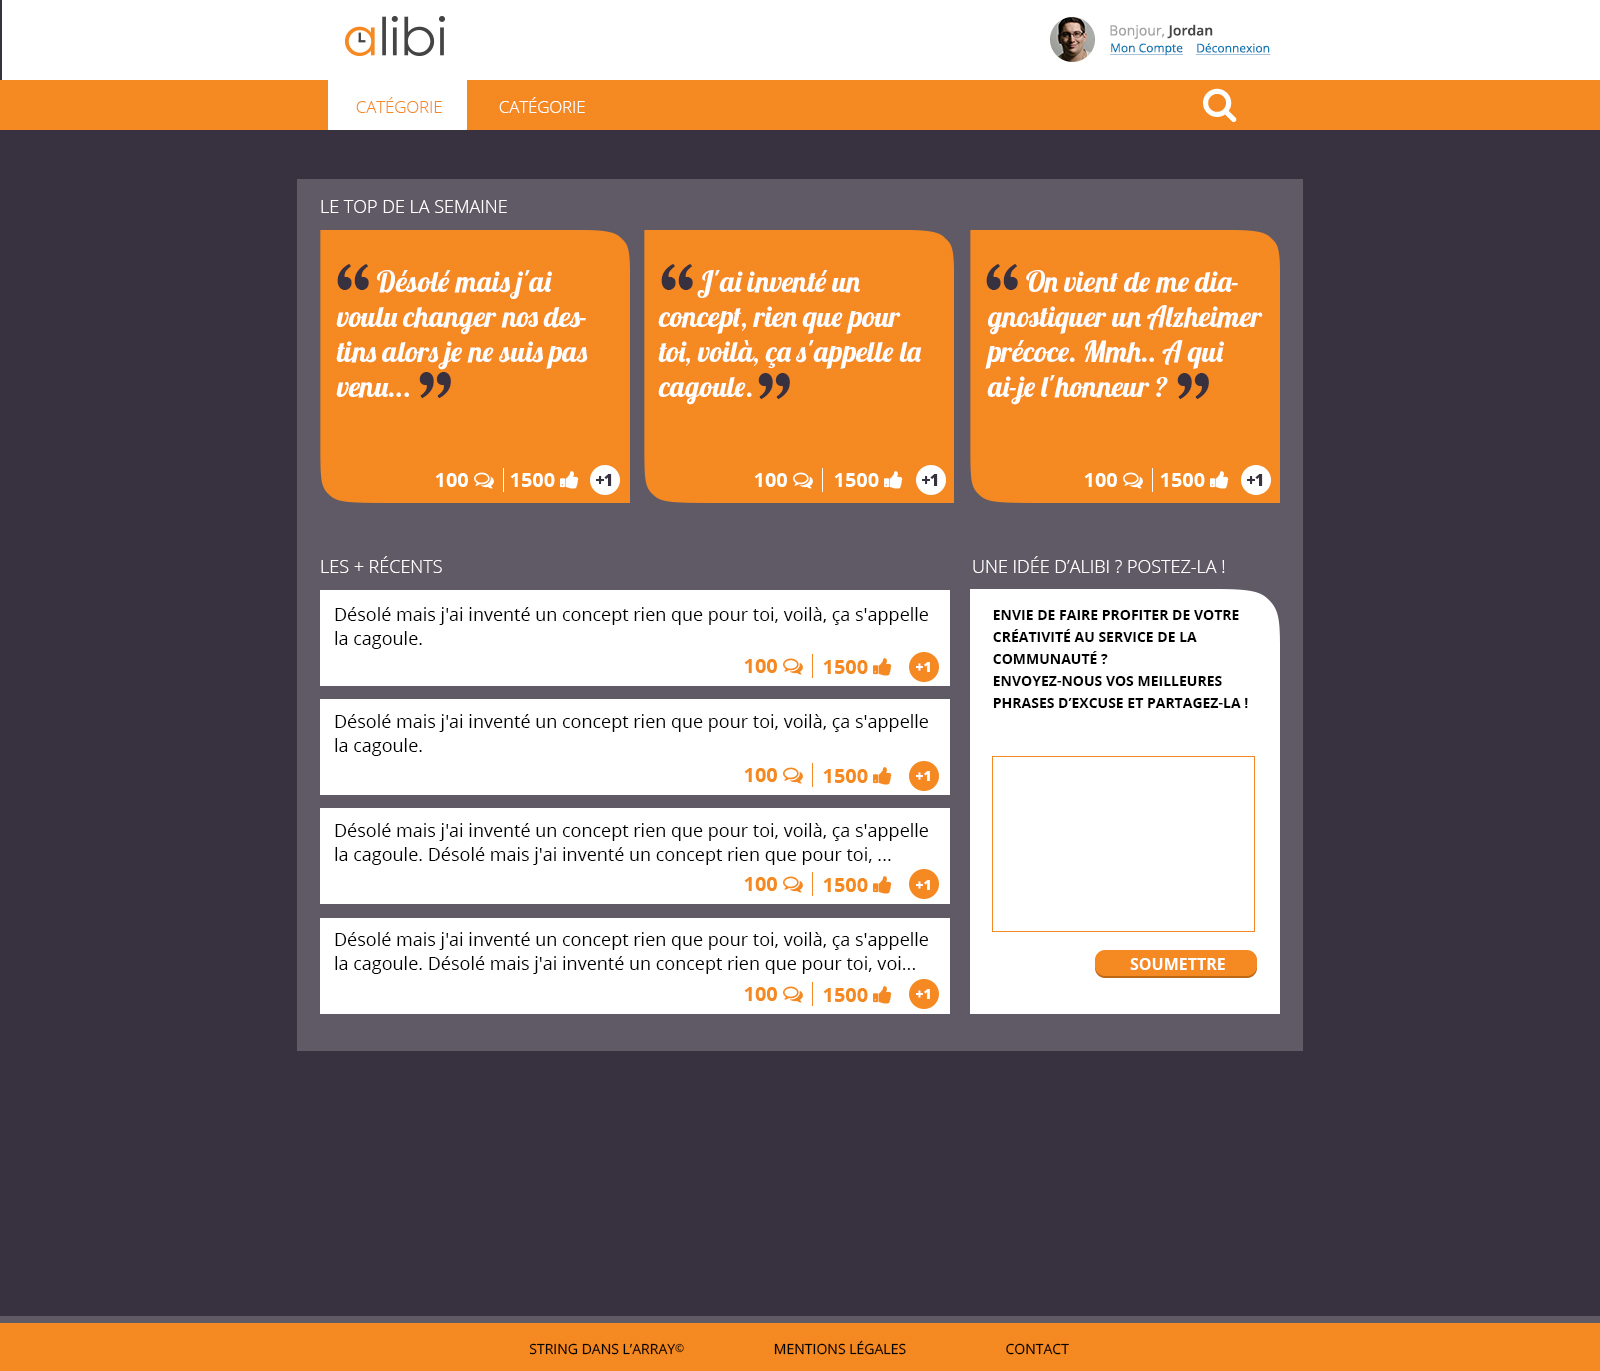 alibi
Bonjour, Jordan
Mon Compte Déconnexion
CATÉGORIE CATÉGORIE
LE TOP DE LA SEMAINE
“ Désolé mais j'ai
voulu changer nos des-
tins alors je ne suis pas
venu... ”
100 1500 +1
“ J'ai inventé un
concept, rien que pour
toi, voilà, ça s'appelle la
cagoule. ”
100 1500 +1
“ On vient de me dia-
gnostiquer un Alzheimer
précoce. Mmh.. A qui
ai-je l'honneur ? ”
100 1500 +1
LES + RÉCENTS
Désolé mais j'ai inventé un concept rien que pour toi, voilà, ça s'appelle
la cagoule.
100 1500 +1
Désolé mais j'ai inventé un concept rien que pour toi, voilà, ça s'appelle
la cagoule.
100 1500 +1
Désolé mais j'ai inventé un concept rien que pour toi, voilà, ça s'appelle
la cagoule. Désolé mais j'ai inventé un concept rien que pour toi, ...
100 1500 +1
Désolé mais j'ai inventé un concept rien que pour toi, voilà, ça s'appelle
la cagoule. Désolé mais j'ai inventé un concept rien que pour toi, voi...
100 1500 +1
UNE IDÉE D’ALIBI ? POSTEZ-LA !
ENVIE DE FAIRE PROFITER DE VOTRE
CRÉATIVITÉ AU SERVICE DE LA
COMMUNAUTÉ ?
ENVOYEZ-NOUS VOS MEILLEURES
PHRASES D’EXCUSE ET PARTAGEZ-LA !
SOUMETTRE
STRING DANS L’ARRAY© MENTIONS LÉGALES CONTACT